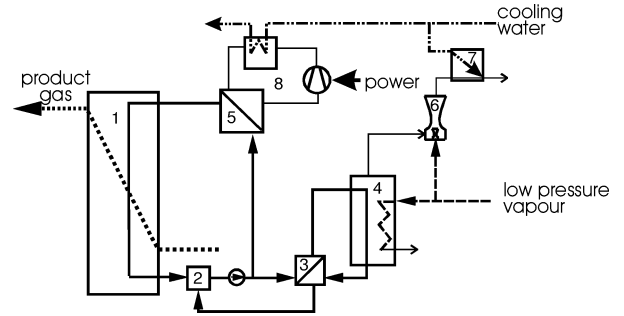 cooling
water
7
product
gas
8
power
6
1
5
4
low pressure
vapour
3
2